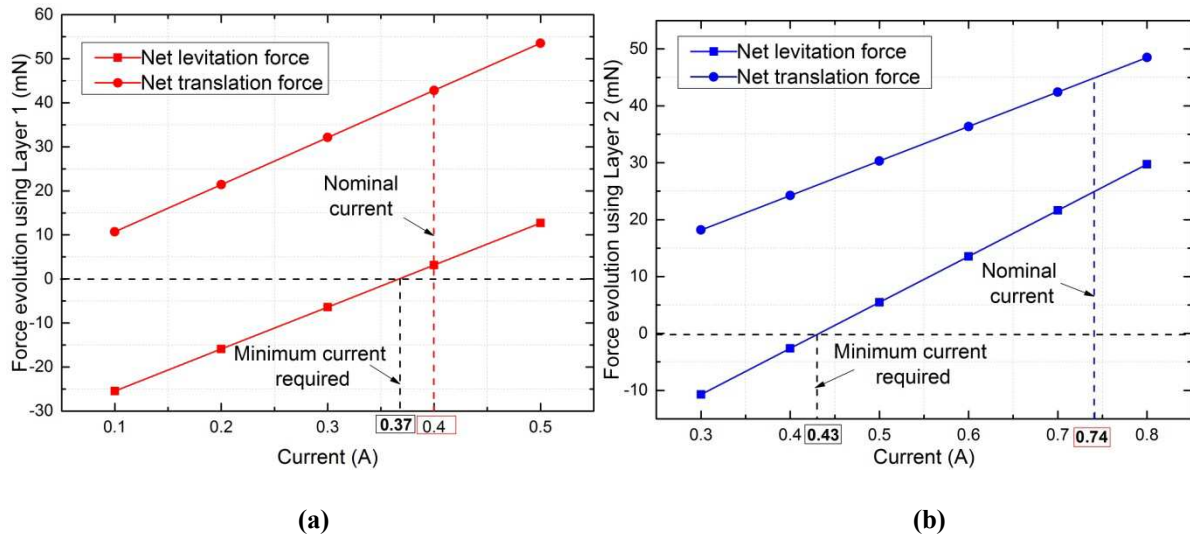 60
50
40
30
20
10
0
-10
-20
-30
Force evolution using Layer 1 (mN)
Net levitation force
Net translation force
Nominal
current
Minimum current
required
0.1
0.2
0.3
0.37
0.4
0.5
Current (A)
(a)
50
40
30
20
10
0
-10
Force evolution using Layer 2 (mN)
Net levitation force
Net translation force
Nominal
current
Minimum current
required
0.3
0.4
0.43
0.5
0.6
0.7
0.74
0.8
Current (A)
(b)